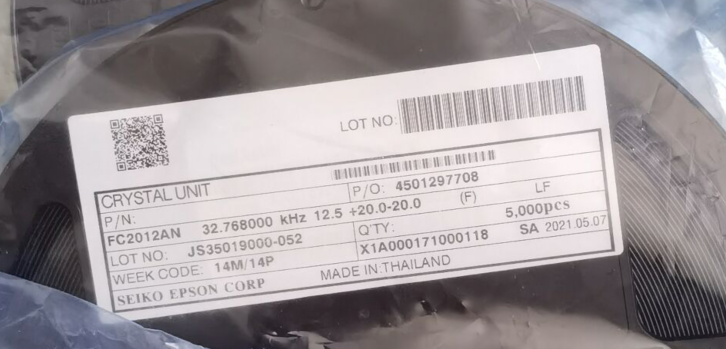 LOT NO:
CRYSTAL UNIT
P/N: P/O: 4501297708
FC2012AN 32.768000 kHz 12.5 +20.0-20.0 (F) LF
LOT NO: JS35019000-052 Q'TY: 5,000pcs
WEEK CODE: 14M/14P X1A000171000118 SA 2021.05.07
SEIKO EPSON CORP MADE IN:THAILAND